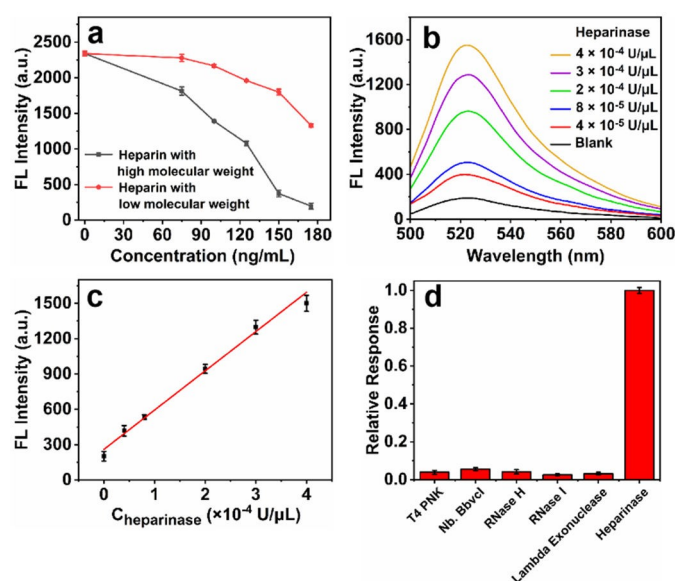 a
2500
2000
1500
1000
500
0
FL Intensity (a.u.)
Heparin with
high molecular weight
Heparin with
low molecular weight
0 30 60 90 120 150 180
Concentration (ng/mL)
b
1600
1200
800
400
0
FL Intensity (a.u.)
Heparinase
4 × 10-4 U/µL
3 × 10-4 U/µL
2 × 10-4 U/µL
8 × 10-5 U/µL
4 × 10-5 U/µL
Blank
500 520 540 560 580 600
Wavelength (nm)
c
1500
1200
900
600
300
0
FL Intensity (a.u.)
0 1 2 3 4
Cheparinase (×10-4 U/µL)
d
1.0
0.8
0.6
0.4
0.2
0.0
Relative Response
T4 PNK
Nb. BbvcI
RNase H
RNase I
Lambda Exonuclease
Heparinase